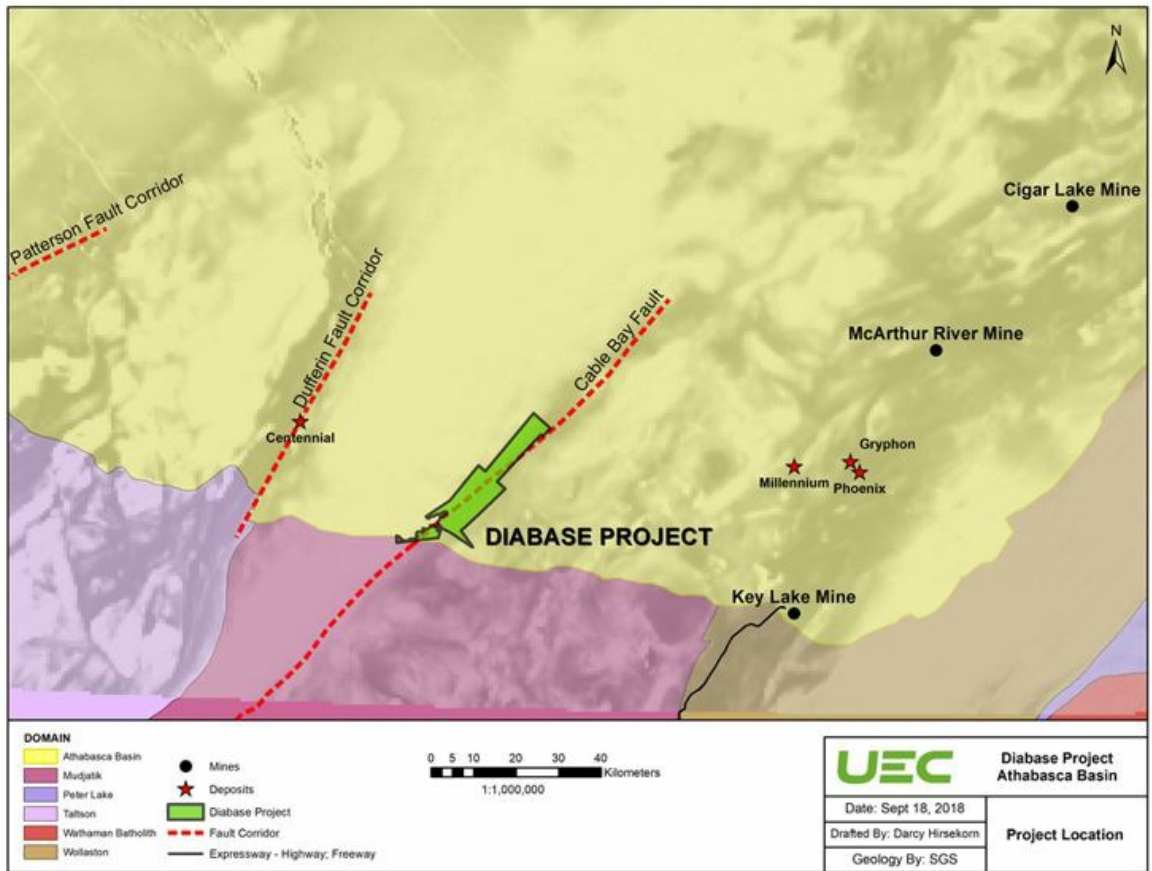 N
Cigar Lake Mine
Patterson Fault Corridor
Dufferin Fault Corridor
Cable Bay Fault
McArthur River Mine
Centennial
Gryphon
Millennium
Phoenix
DIABASE PROJECT
Key Lake Mine
DOMAIN
Athabasca Basin
Mudjatik
Peter Lake
Taltson
Wathaman Batholith
Wollaston
Mines
Deposits
Diabase Project
Fault Corridor
Expressway - Highway; Freeway
0 5 10 20 30 40
Kilometers
1:1,000,000
UEC
Diabase Project
Athabasca Basin
Date: Sept 18, 2018
Drafted By: Darcy Hirsekorn
Geology By: SGS
Project Location